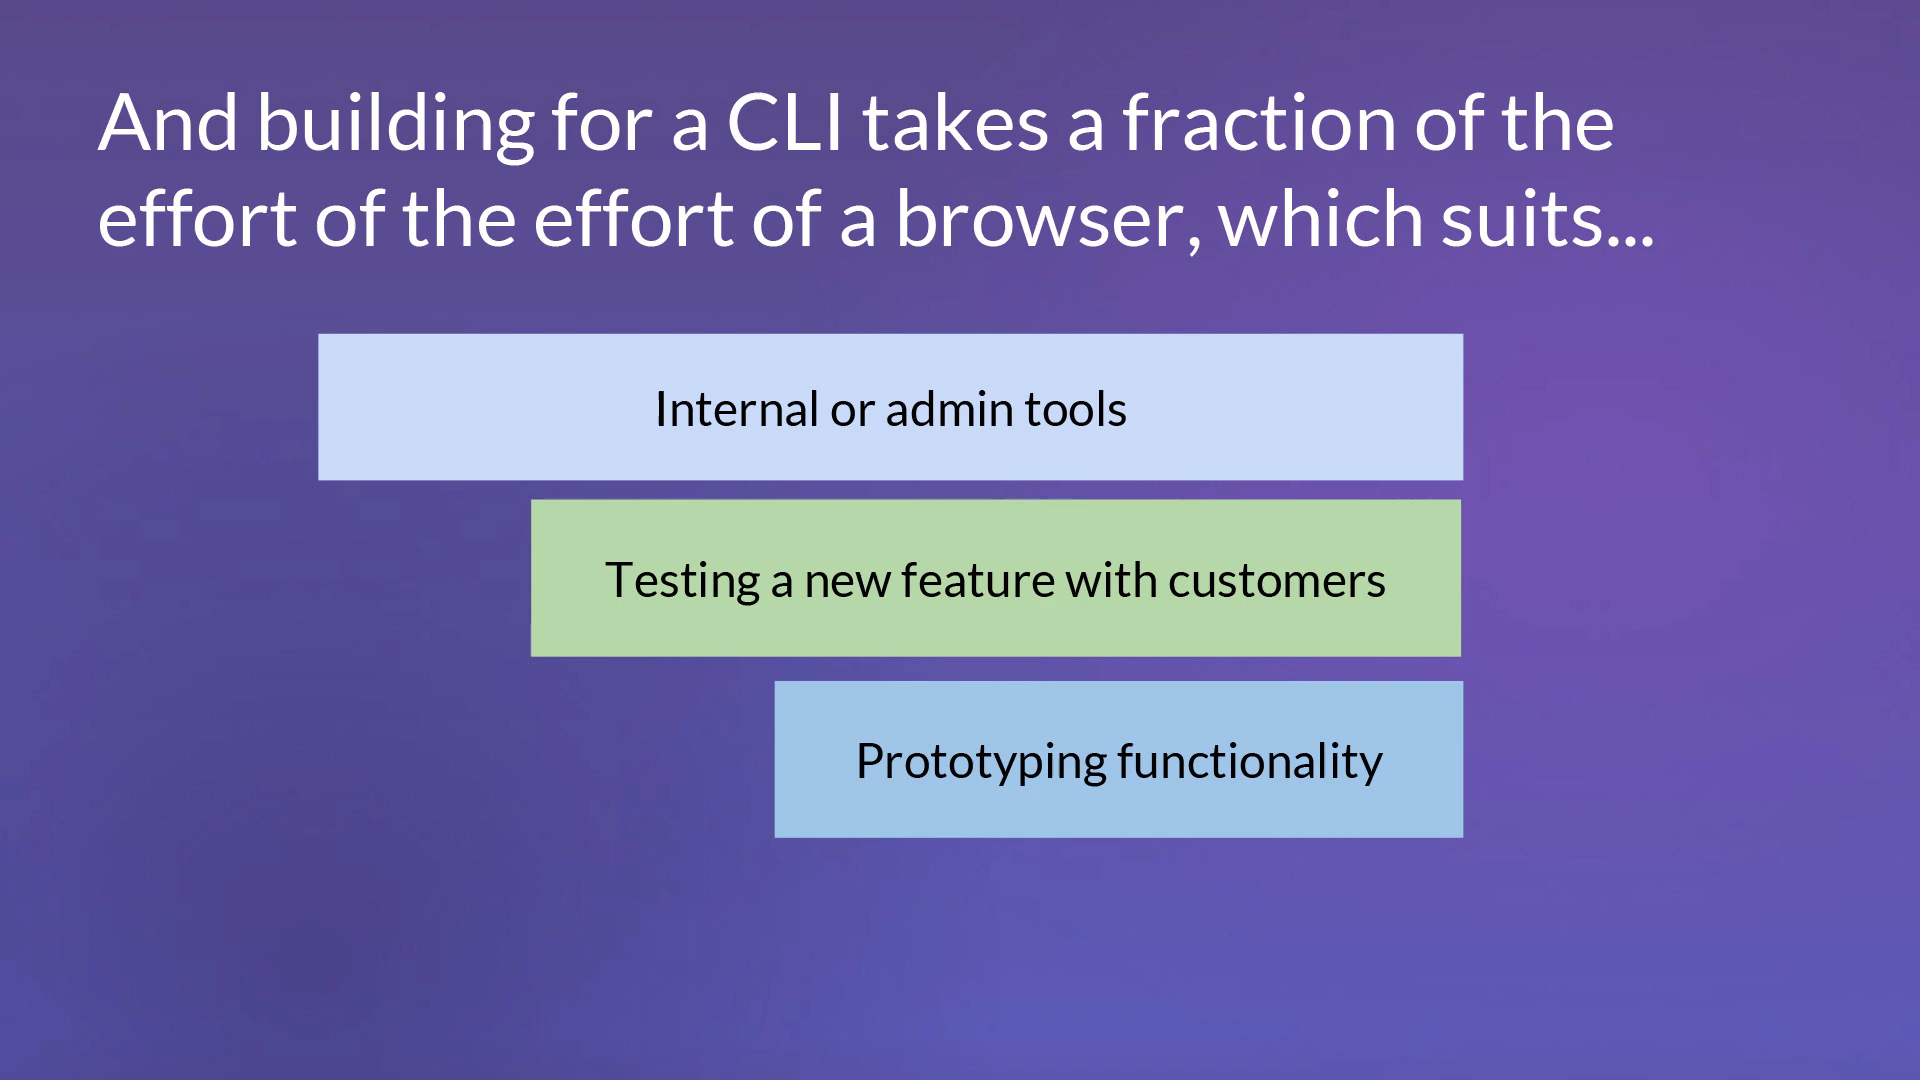 And building for a CLI takes a fraction of the
effort of the effort of a browser, which suits...
Internal or admin tools
Testing a new feature with customers
Prototyping functionality